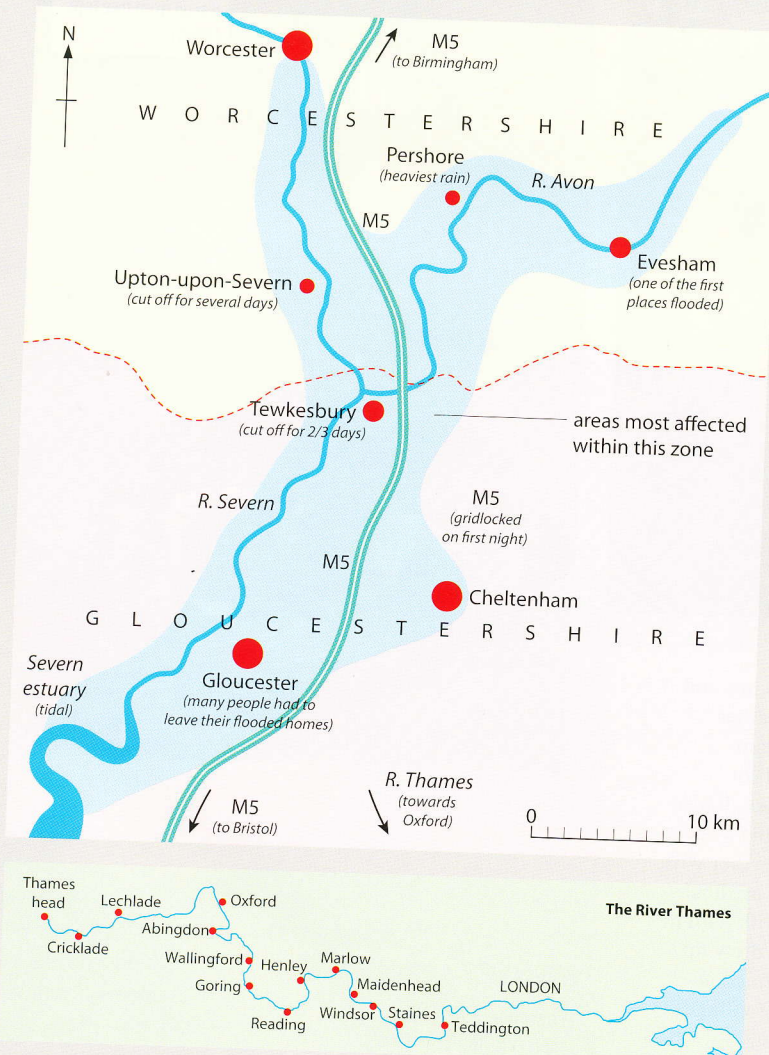 N
Worcester
M5
(to Birmingham)
WORCESTERSHIRE
Pershore
(heaviest rain)
R. Avon
M5
Evesham
(one of the first
places flooded)
Upton-upon-Severn
(cut off for several days)
Tewkesbury
(cut off for 2/3 days)
areas most affected
within this zone
R. Severn
M5
(gridlocked
on first night)
M5
Cheltenham
GLOUCESTERSHIRE
Severn
estuary
(tidal)
Gloucester
(many people had to
leave their flooded homes)
R. Thames
(towards
Oxford)
M5
(to Bristol)
0 10 km
Thames
head
Lechlade
Oxford
The River Thames
Cricklade
Abingdon
Wallingford
Henley
Marlow
Goring
Maidenhead
LONDON
Reading
Windsor
Staines
Teddington